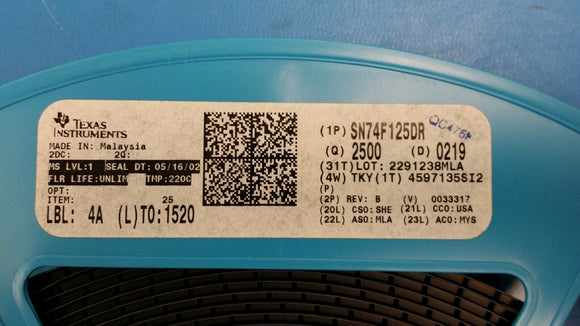 TEXAS
INSTRUMENTS
MADE IN: Malaysia
2DC: 2Q:
MS LVL:1 SEAL DT: 05/16/02
FLR LIFE:UNLIM TMP:220C
OPT:
ITEM: 25
LBL: 4A (L)TO:1520
(1P) SN74F125DR
(Q) 2500 (D) 0219
(31T)LOT: 2291238MLA
(4W) TKY(1T) 4597135SI2
(P)
(2P) REV: B (V) 0033317
(20L) CSO:SHE (21L) CCO:USA
(22L) ASO:MLA (23L) ACO:MYS